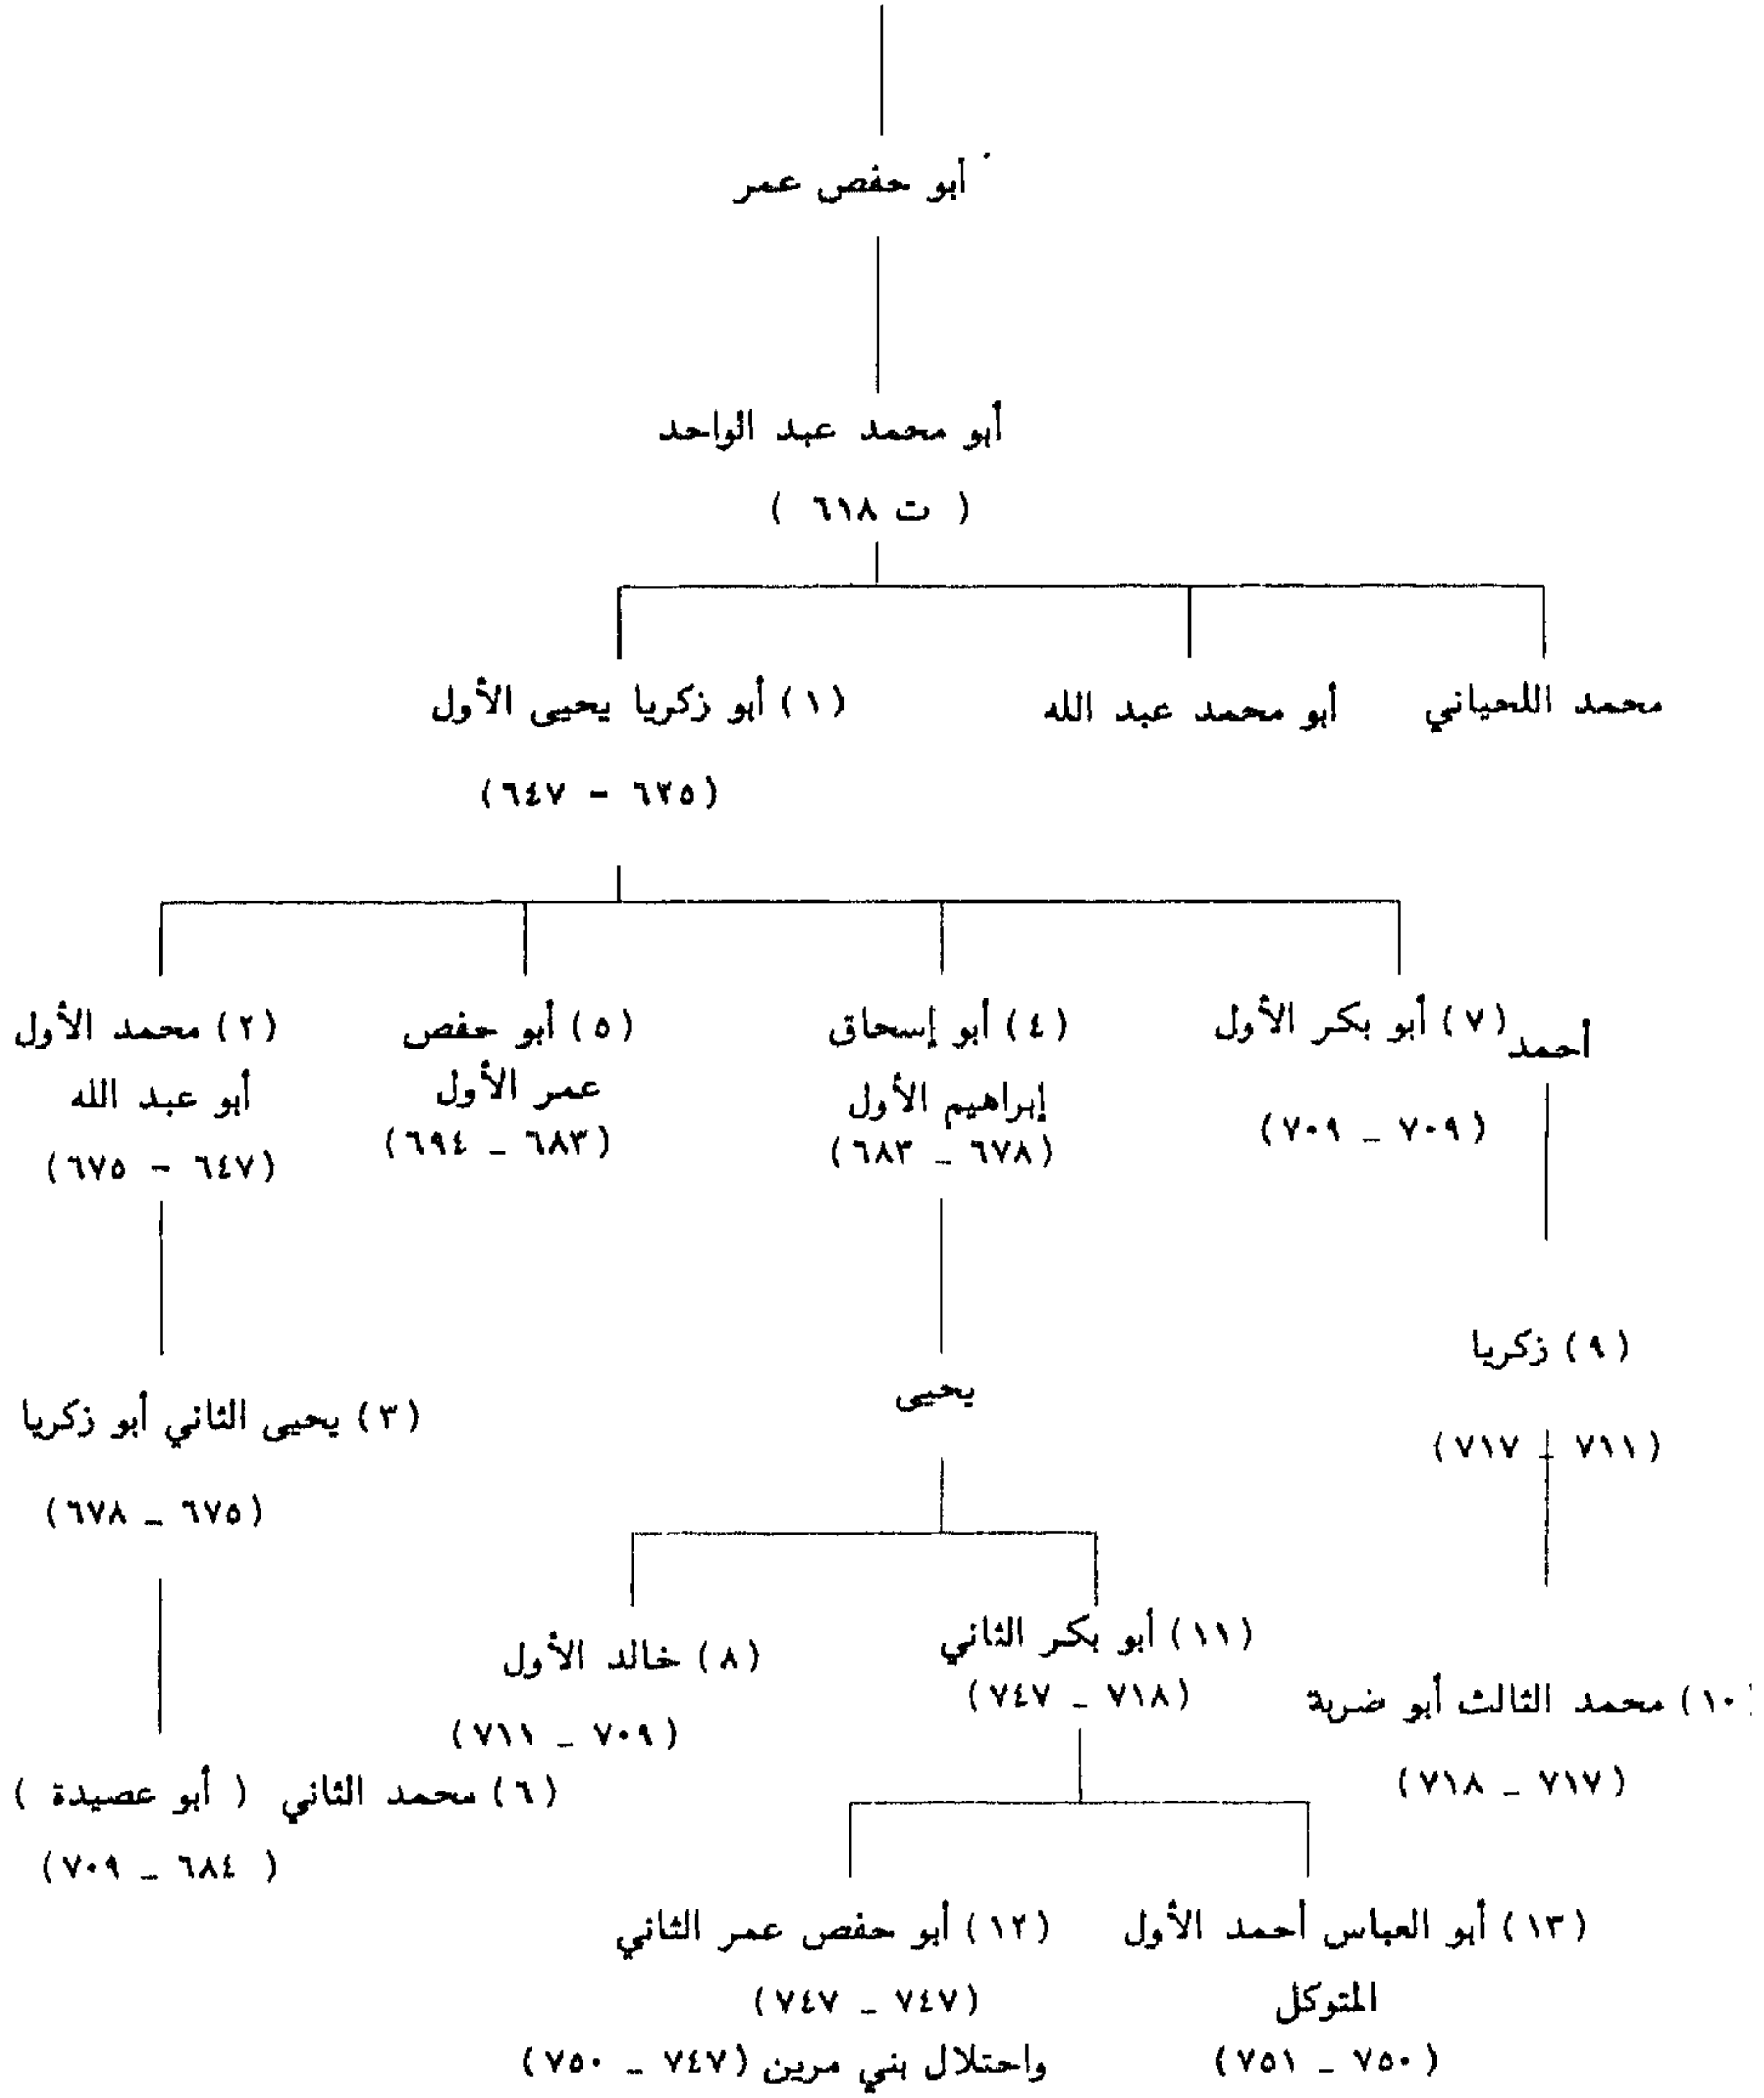 أبو حفص عمر
أبو محمد عبد الواحد
( ت ٦١٨ )
محمد اللحياني
أبو محمد عبد الله
(١) أبو زكريا يحيى الأول
(٦٢٥ - ٦٤٧)
أحمد
(٧) أبو بكر الأول
(٧٠٩ - ٧٠٩)
(٤) أبو إسحاق
إبراهيم الأول
(٦٧٨ - ٦٨٣)
(٥) أبو حفص
عمر الأول
(٦٨٣ - ٦٩٤)
(٢) محمد الأول
أبو عبد الله
(٦٤٧ - ٦٧٥)
(٩) زكريا
(٧١١ - ٧١٧)
يحيى
(٣) يحيى الثاني أبو زكريا
(٦٧٥ - ٦٧٨)
(١٠) محمد الثالث أبو ضربة
(٧١٧ - ٧١٨)
(١١) أبو بكر الثاني
(٧١٨ - ٧٤٧)
(٨) خالد الأول
(٧٠٩ - ٧١١)
(٦) محمد الثاني ( أبو عصيدة )
( ٦٨٤ - ٧٠٩)
(١٣) أبو العباس أحمد الأول
المتوكل
(٧٥٠ - ٧٥١)
(١٢) أبو حفص عمر الثاني
(٧٤٧ - ٧٤٧)
واحتلال بني مرين (٧٤٧ - ٧٥٠)